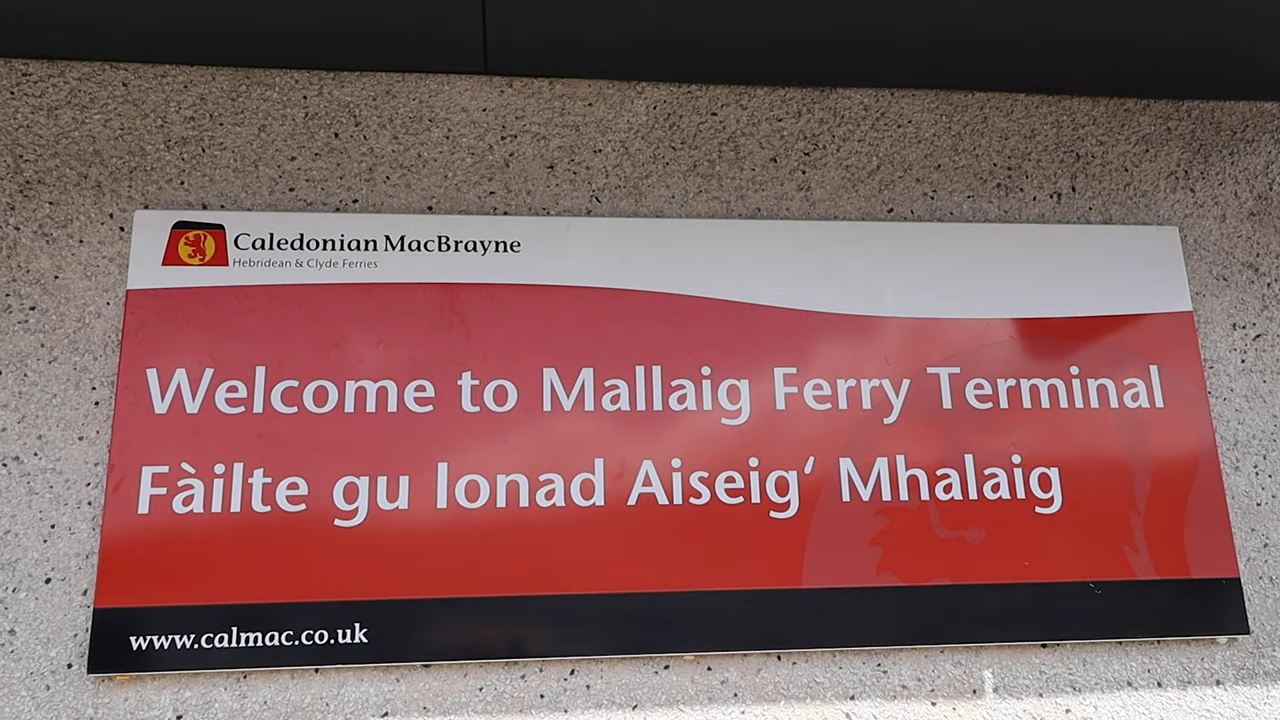 Caledonian MacBrayne
Hebridean & Clyde Ferries
Welcome to Mallaig Ferry Terminal
Fàilte gu Ionad Aiseig‘ Mhalaig
www.calmac.co.uk